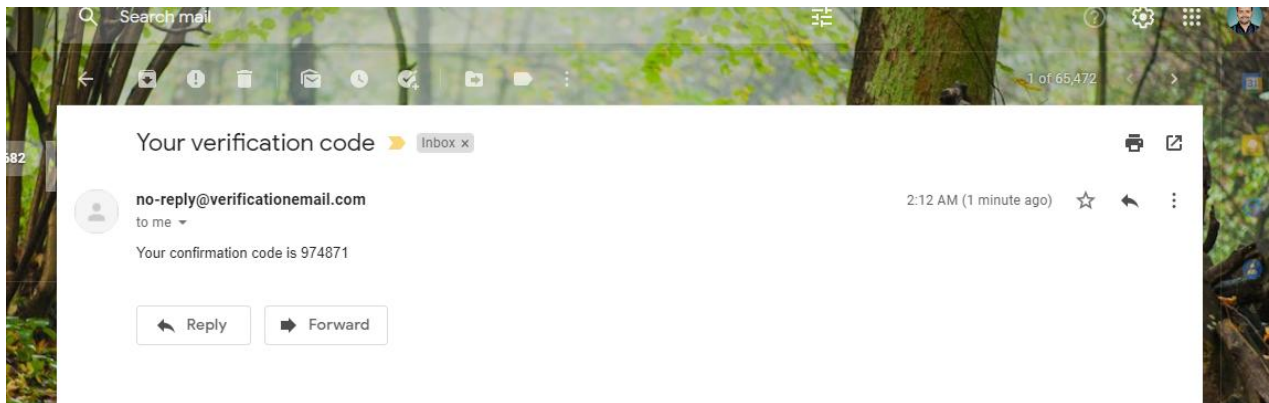 Search mail
1 of 65,472
Your verification code Inbox x
582
no-reply@verificationemail.com 2:12 AM (1 minute ago)
to me
Your confirmation code is 974871
Reply Forward